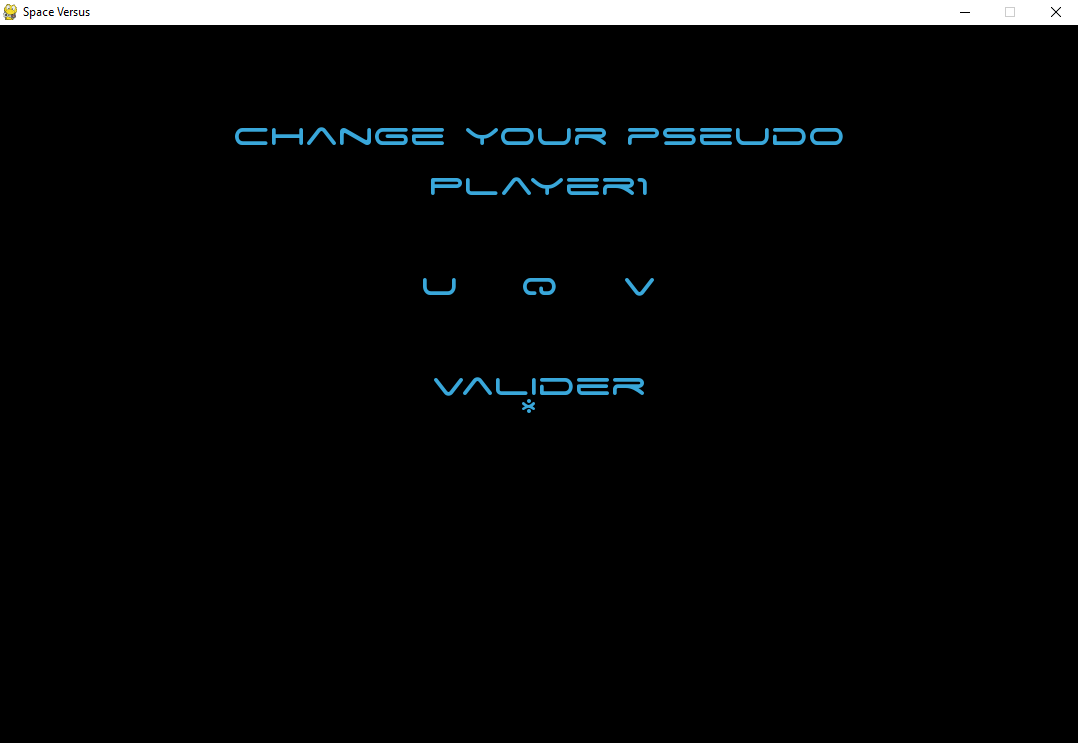 Space Versus
CHANGE YOUR PSEUDO
PLAYER1
U @ V
VALIDER
*